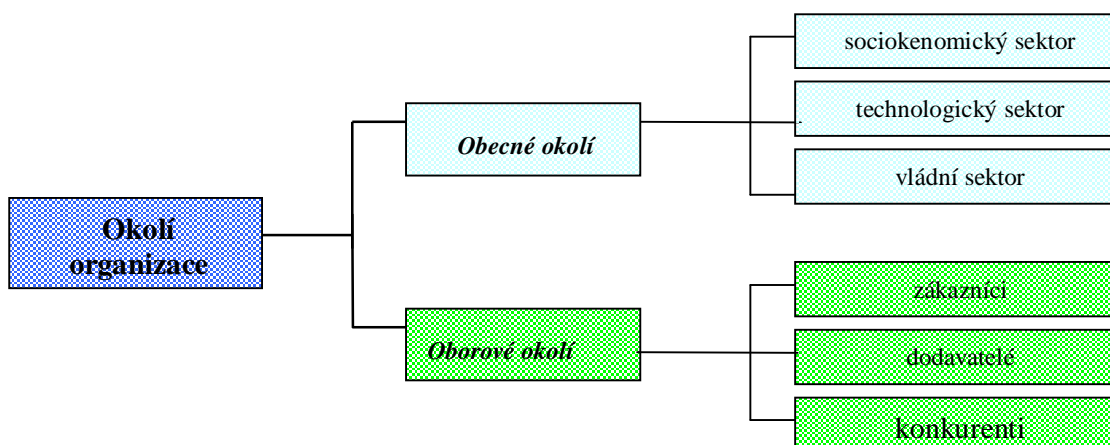 sociokenomický sektor
technologický sektor
Obecné okolí
vládní sektor
Okolí
organizace
zákazníci
Oborové okolí
dodavatelé
konkurenti